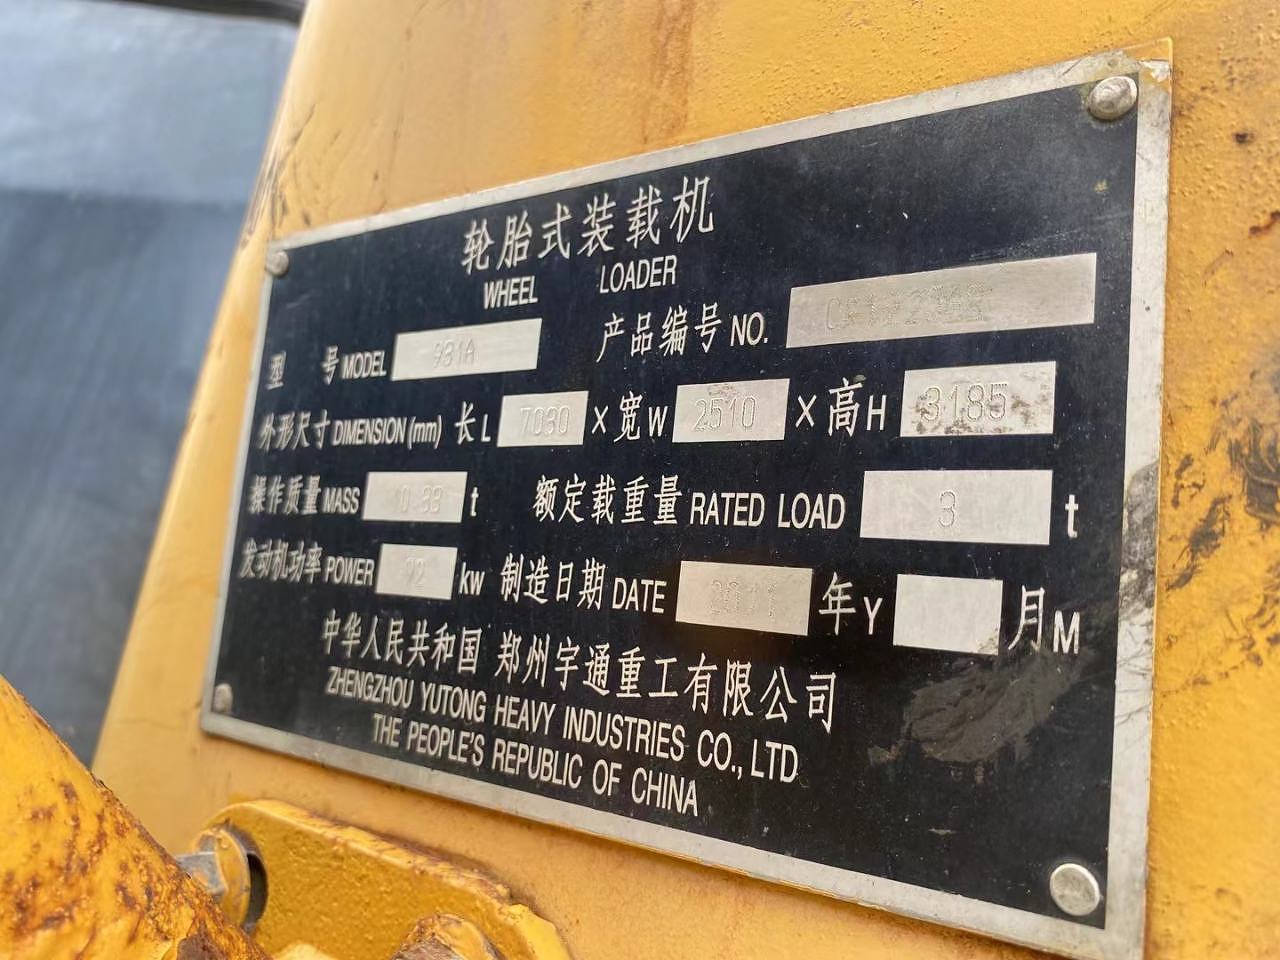 轮胎式装载机
WHEEL LOADER
型 号 MODEL 931A 产品编号 NO.
外形尺寸 DIMENSION (mm) 长 L 7030 × 宽 W 2510 × 高 H 3185
操作质量 MASS t 额定载重量 RATED LOAD 3 t
发动机功率 POWER 92 kw 制造日期 DATE 2011 年 Y 月 M
中华人民共和国 郑州宇通重工有限公司
ZHENGZHOU YUTONG HEAVY INDUSTRIES CO., LTD
THE PEOPLE'S REPUBLIC OF CHINA